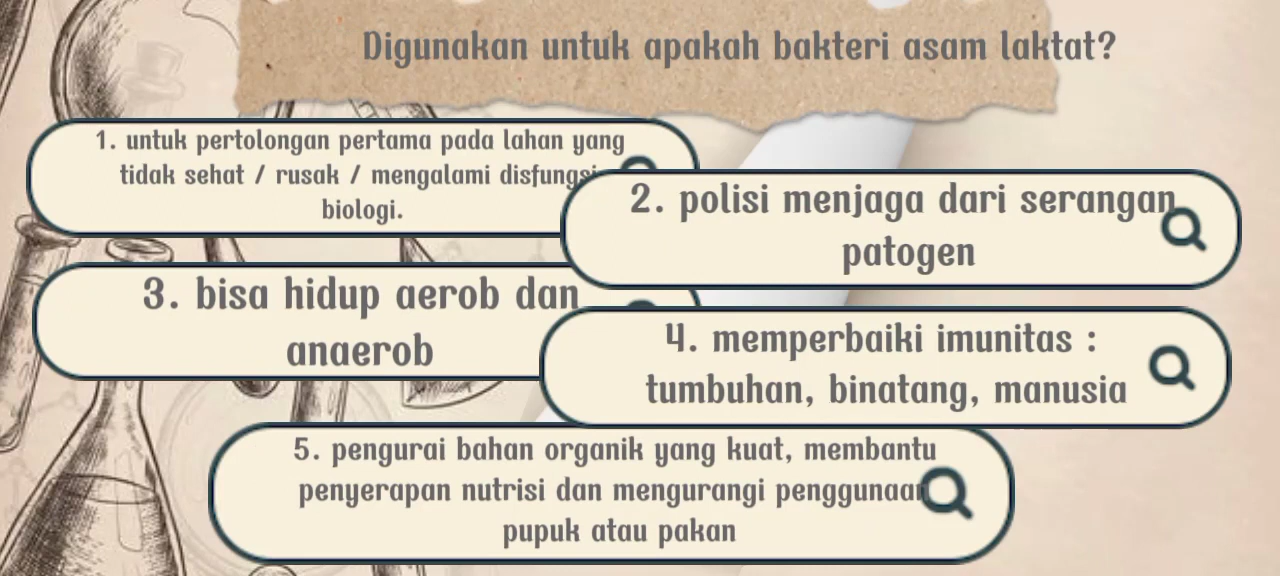 Digunakan untuk apakah bakteri asam laktat?
1. untuk pertolongan pertama pada lahan yang
tidak sehat / rusak / mengalami disfungsi
biologi.
2. polisi menjaga dari serangan
patogen
3. bisa hidup aerob dan
anaerob
4. memperbaiki imunitas :
tumbuhan, binatang, manusia
5. pengurai bahan organik yang kuat, membantu
penyerapan nutrisi dan mengurangi penggunaan
pupuk atau pakan